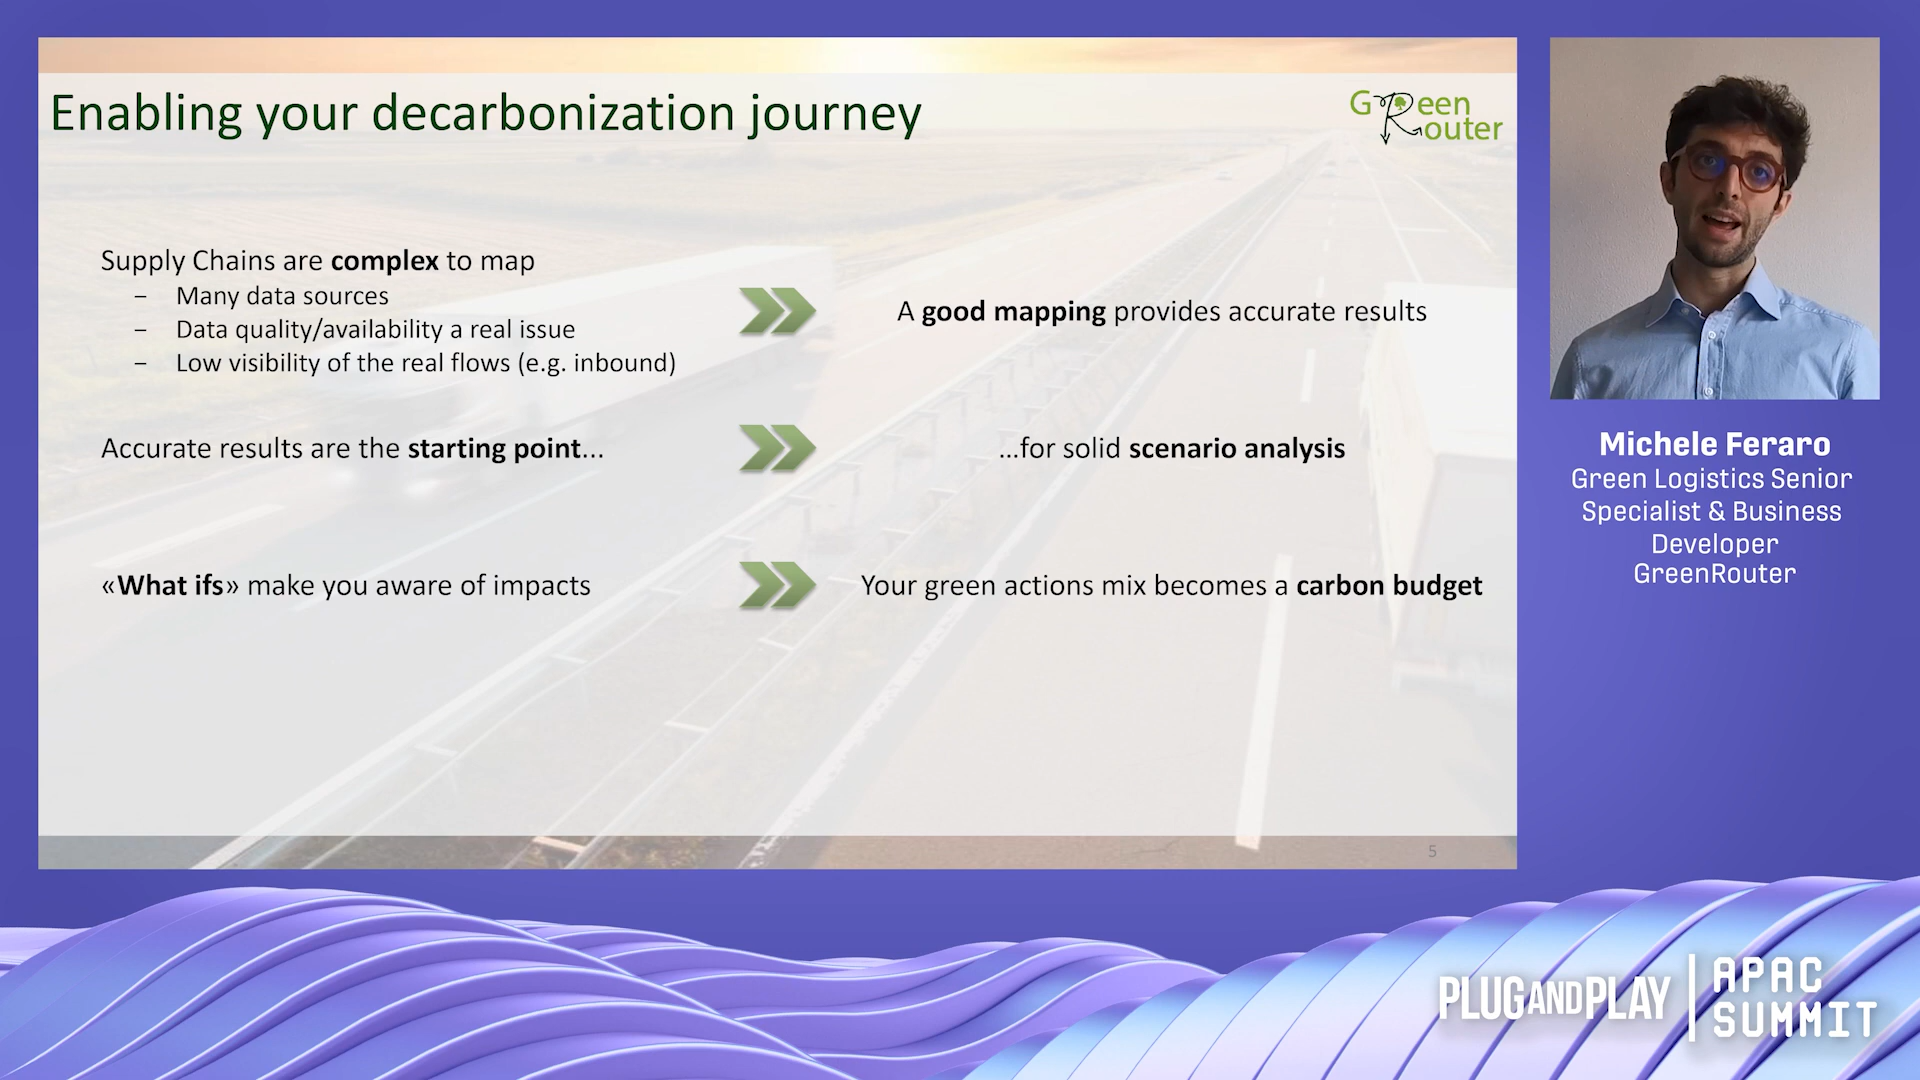 Enabling your decarbonization journey
Green
Router
Supply Chains are complex to map
– Many data sources
– Data quality/availability a real issue
– Low visibility of the real flows (e.g. inbound)
A good mapping provides accurate results
Accurate results are the starting point...
...for solid scenario analysis
«What ifs» make you aware of impacts
Your green actions mix becomes a carbon budget
5
Michele Feraro
Green Logistics Senior
Specialist & Business
Developer
GreenRouter
PLUGANDPLAY
APAC
SUMMIT